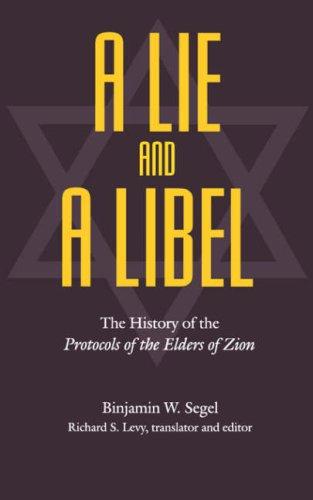 A LIE
AND
A LIBEL
The History of the
Protocols of the Elders of Zion
Binjamin W. Segel
Richard S. Levy, translator and editor